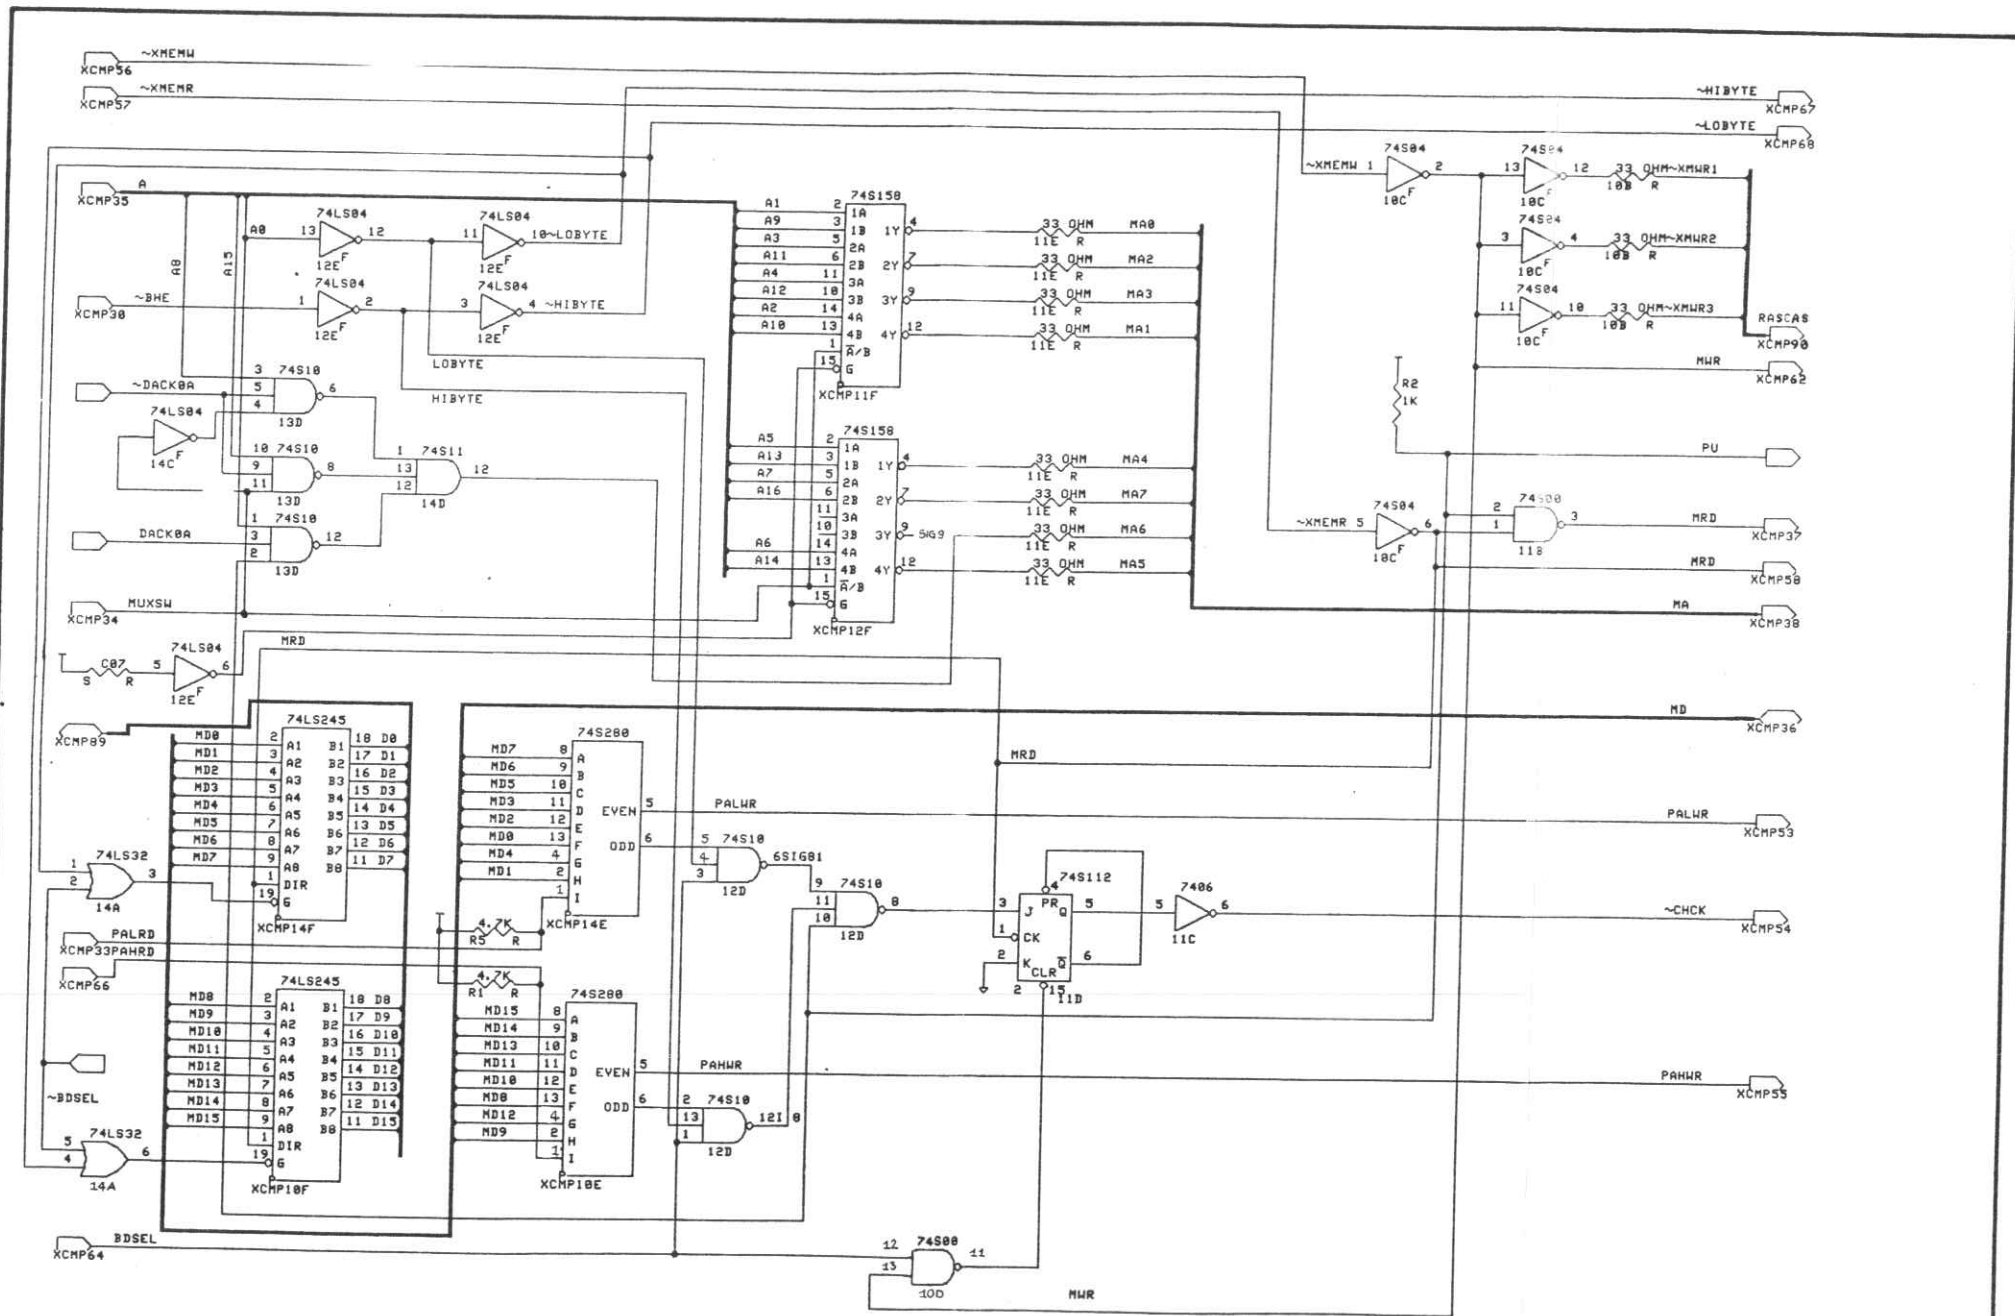 ~XMEMW
XCMP56
~XMEMR
XCMP57
~HIBYTE
XCMP67
~LOBYTE
XCMP68
A
XCMP35
74S04
~XMEMW 1 2
10C F
74S04
13 12 33 OHM ~XMWR1
10C F 10B R
74S04
3 4 33 OHM ~XMWR2
10C F 10B R
74S04
11 10 33 OHM ~XMWR3
10C F 10B R
RASCAS
XCMP90
MWR
XCMP62
A8
A15
A0 13 74LS04 12
12E F
11 74LS04 10 ~LOBYTE
12E F
~BHE
XCMP30
1 74LS04 2
12E F
3 74LS04 4 ~HIBYTE
12E F
LOBYTE
HIBYTE
74S158
A1 2 1A
A9 3 1B 1Y 4
A3 5 2A
A11 6 2B 2Y 7
A4 11 3A
A12 10 3B 3Y 9
A2 14 4A
A10 13 4B 4Y 12
1 A/B
15 G
XCMP11F
33 OHM MA0
11E R
33 OHM MA2
11E R
33 OHM MA3
11E R
33 OHM MA1
11E R
~DACK0A
74S10
3 5 4 6
13D
74LS04
14C F
74S10
10 9 11 8
13D
74S11
1 13 12 12
14D
DACK0A
74S10
1 3 2 12
13D
74S158
A5 2 1A
A13 3 1B 1Y 4
A7 5 2A
A16 6 2B 2Y 7
11 3A
10 3B 3Y 9 SIG9
A6 14 4A
A14 13 4B 4Y 12
1 A/B
15 G
XCMP12F
33 OHM MA4
11E R
33 OHM MA7
11E R
33 OHM MA6
11E R
33 OHM MA5
11E R
R2
1K
PU
74S04
~XMEMR 5 6
10C F
74S00
2 1 3
11B
MRD
XCMP37
MRD
XCMP58
MA
XCMP38
MUXSW
XCMP34
MRD
C07
S R
5 74LS04 6
12E F
XCMP89
74LS245
MD0 2 A1 B1 18 D0
MD1 3 A2 B2 17 D1
MD2 4 A3 B3 16 D2
MD3 5 A4 B4 15 D3
MD4 6 A5 B5 14 D4
MD5 7 A6 B6 13 D5
MD6 8 A7 B7 12 D6
MD7 9 A8 B8 11 D7
1 DIR
19 G
XCMP14F
74LS32
1 2 3
14A
PALRD
XCMP33 PAHRD
XCMP66
74S280
MD7 8 A
MD6 9 B
MD5 10 C
MD3 11 D EVEN 5
MD2 12 E
MD0 13 F ODD 6
MD4 4 G
MD1 2 H
1 I
XCMP14E
4.7K
R5 R
4.7K
R1 R
MD
XCMP36
MRD
PALWR
PALWR
XCMP53
74S10
5 4 3 6 SIG81
12D
74S10
9 11 10 8
12D
74S112
4 PR
3 J Q 5
1 CK
2 K Q 6
CLR
2 15
11D
7406
5 6
11C
~CHCK
XCMP54
74LS245
MD8 2 A1 B1 18 D8
MD9 3 A2 B2 17 D9
MD10 4 A3 B3 16 D10
MD11 5 A4 B4 15 D11
MD12 6 A5 B5 14 D12
MD13 7 A6 B6 13 D13
MD14 8 A7 B7 12 D14
MD15 9 A8 B8 11 D15
1 DIR
19 G
XCMP10F
~BDSEL
74LS32
5 4 6
14A
74S280
MD15 8 A
MD14 9 B
MD13 10 C
MD11 11 D EVEN 5
MD10 12 E
MD8 13 F ODD 6
MD12 4 G
MD9 2 H
1 I
XCMP10E
PAHWR
PAHWR
XCMP55
74S10
2 13 1 12I 8
12D
BDSEL
XCMP64
74S00
12 13 11
10D
MWR